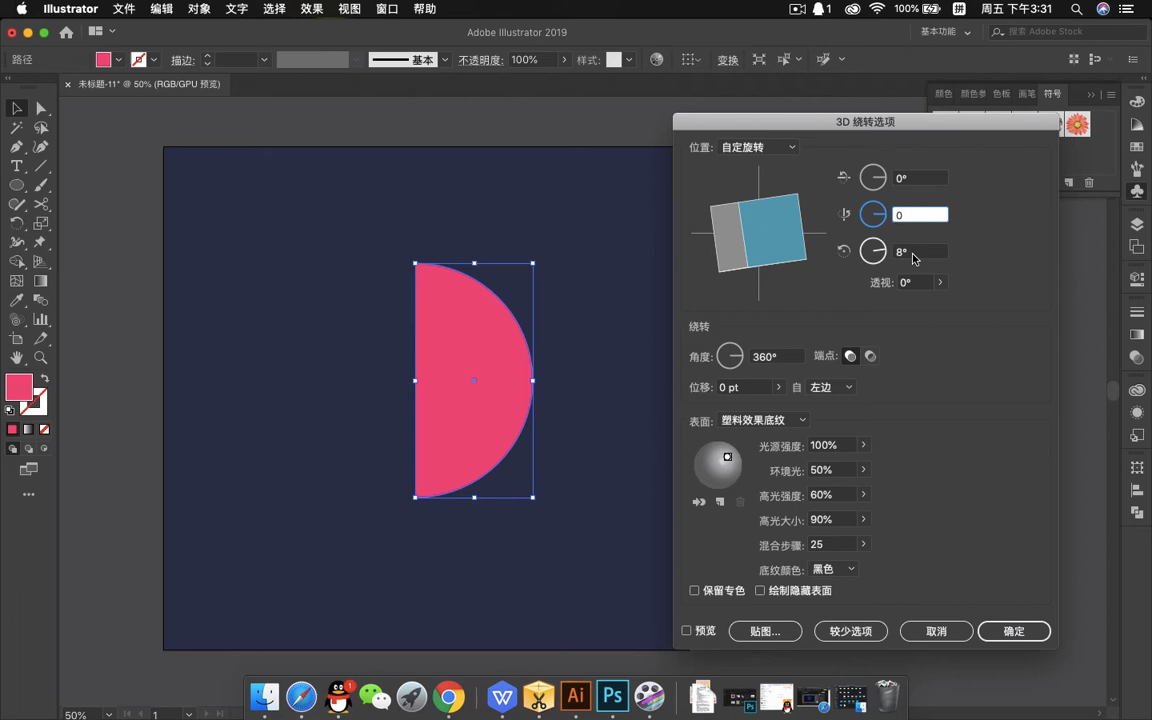 Illustrator 文件 编辑 对象 文字 选择 效果 视图 窗口 帮助 1 100% 拼 周五 下午3:31
Adobe Illustrator 2019 基本功能 搜索 Adobe Stock
路径 描边: 基本 不透明度: 100% 样式: 变换
× 未标题-11* @ 50% (RGB/GPU 预览)
颜色 颜色参 色板 画笔 符号
3D 绕转选项
位置: 自定旋转
0°
0
8°
透视: 0°
绕转
角度: 360° 端点:
位移: 0 pt 自 左边
表面: 塑料效果底纹
光源强度: 100%
环境光: 50%
高光强度: 60%
高光大小: 90%
混合步骤: 25
底纹颜色: 黑色
保留专色 绘制隐藏表面
预览 贴图... 较少选项 取消 确定
1
Ai Ps
50% 1